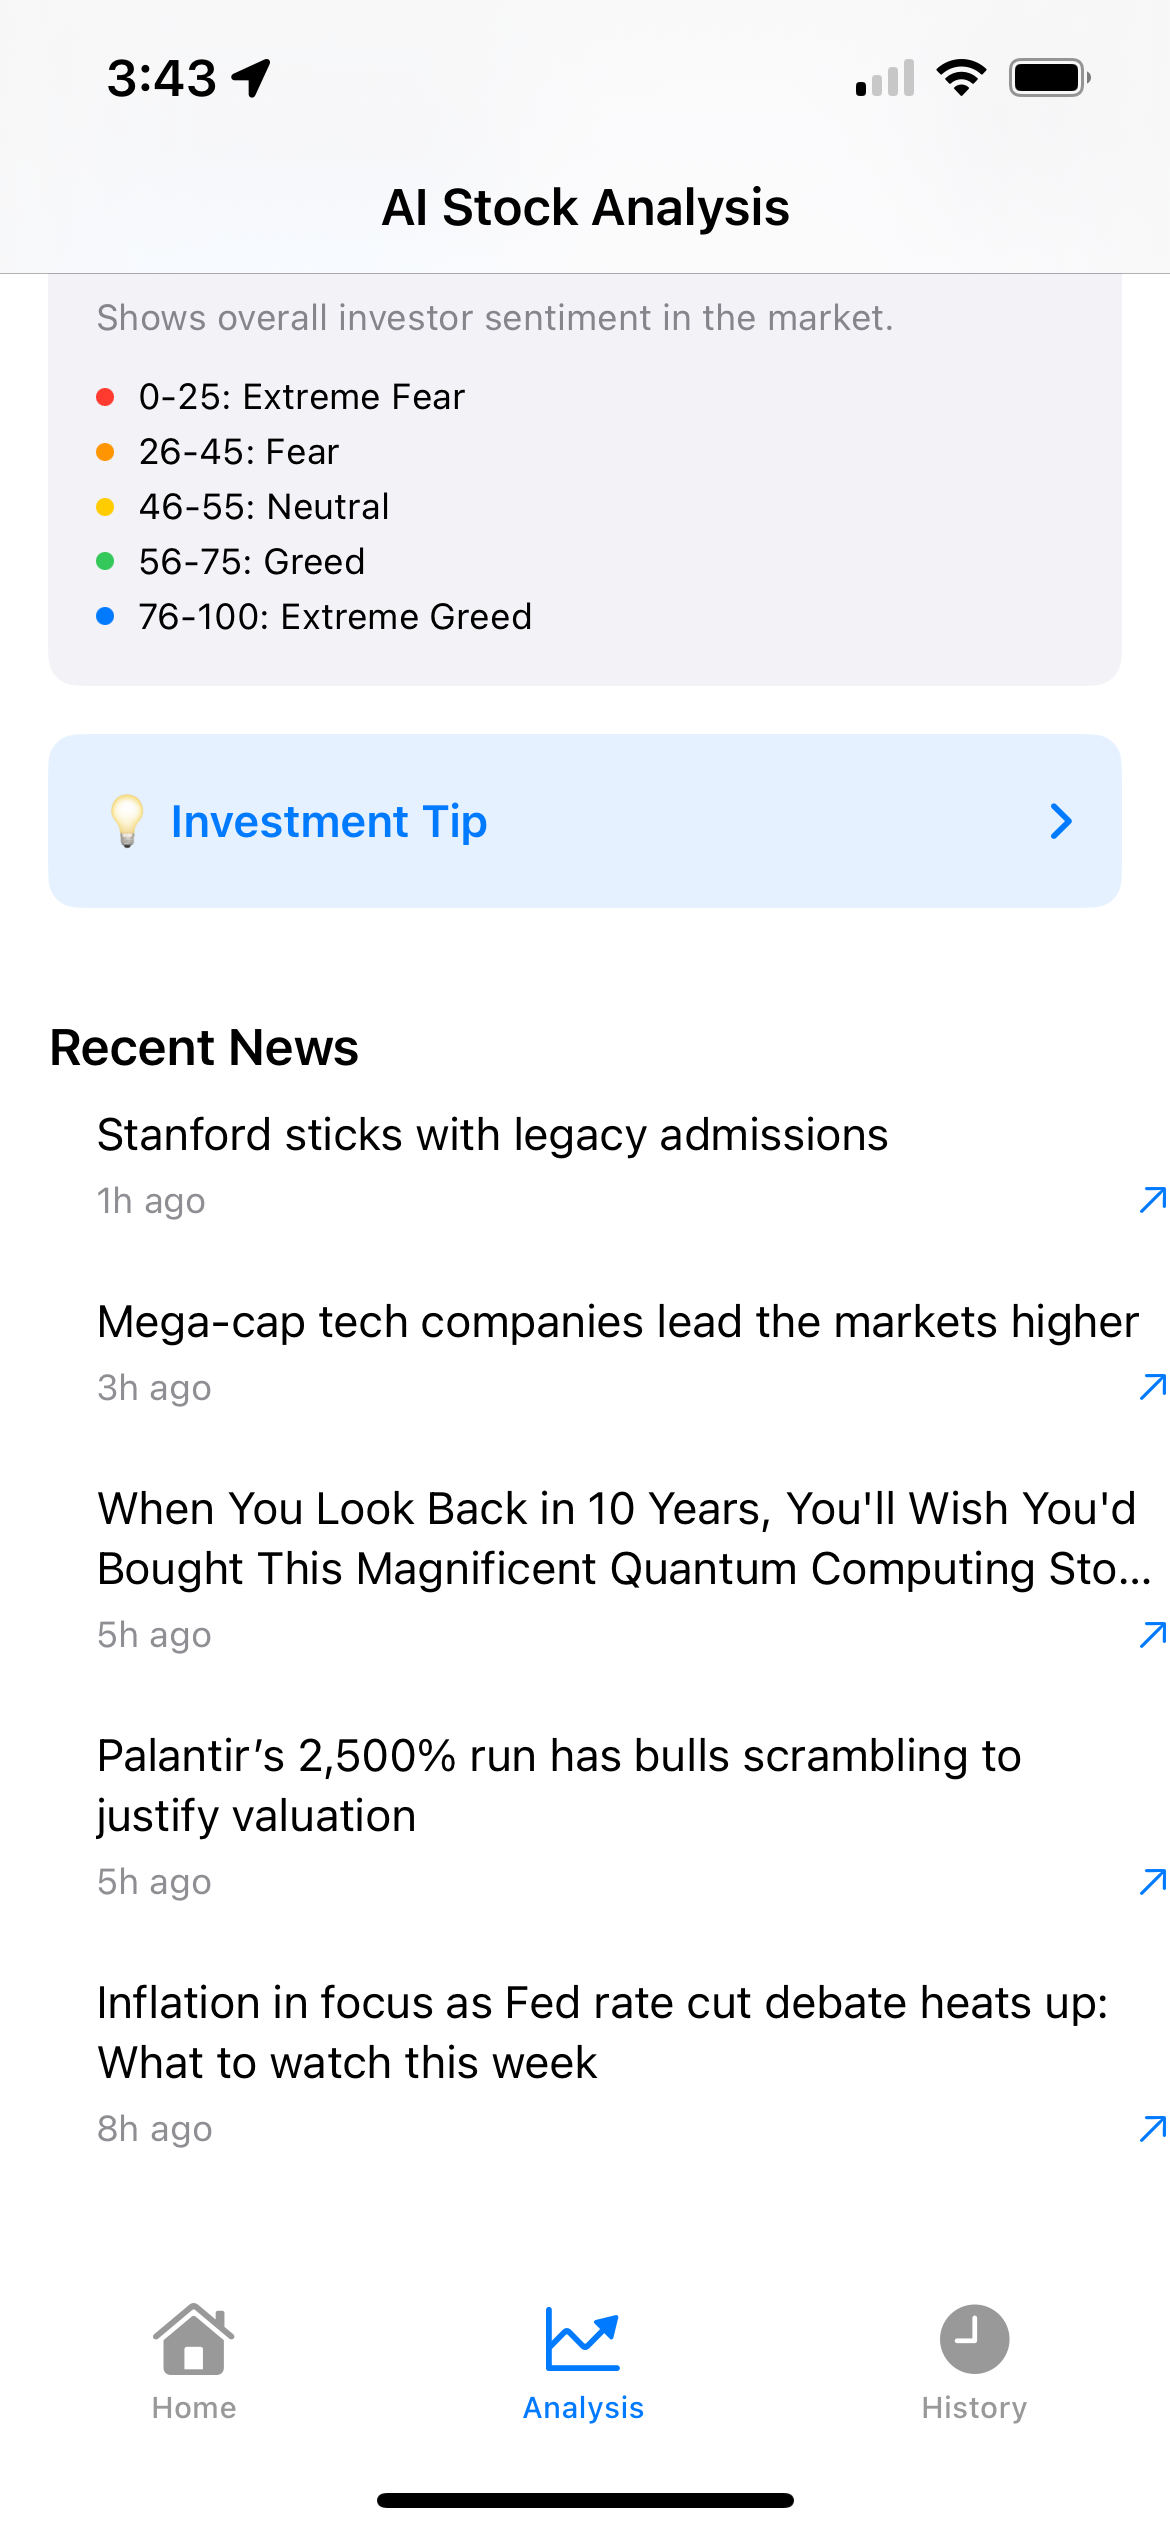 3:43
AI Stock Analysis
Shows overall investor sentiment in the market.
0-25: Extreme Fear
26-45: Fear
46-55: Neutral
56-75: Greed
76-100: Extreme Greed
Investment Tip
Recent News
Stanford sticks with legacy admissions
1h ago
Mega-cap tech companies lead the markets higher
3h ago
When You Look Back in 10 Years, You'll Wish You'd
Bought This Magnificent Quantum Computing Sto...
5h ago
Palantir’s 2,500% run has bulls scrambling to
justify valuation
5h ago
Inflation in focus as Fed rate cut debate heats up:
What to watch this week
8h ago
Home
Analysis
History